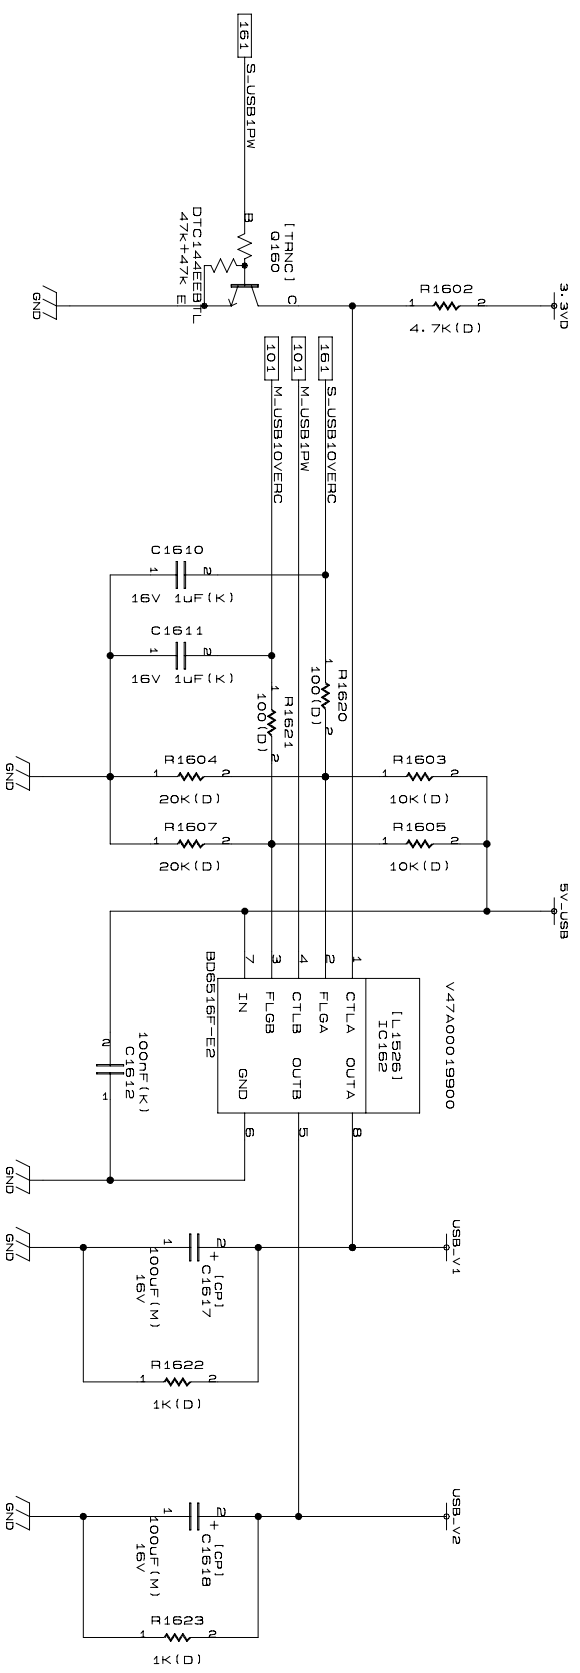 161
S_USB1PW
B
[TRNC]
Q160
DTC144EEBTL
47k+47k
E
C
GND
3.3VD
R1602
1
2
4.7K(D)
101
M_USB1OVERC
101
M_USB1PW
161
S_USB1OVERC
C1610
1
2
16V 1uF(K)
C1611
1
2
16V 1uF(K)
R1620
100(D)
1
2
R1621
100(D)
1
2
GND
R1604
1
2
20K(D)
R1603
1
2
10K(D)
R1607
1
2
20K(D)
R1605
1
2
10K(D)
5V_USB
V47A00019900
[L1526]
IC162
BD6516F-E2
7
3
4
2
1
IN
FLGB
CTLB
FLGA
CTLA
GND
OUTB
OUTA
6
5
8
100nF(K)
C1612
2
1
GND
USB_V1
[CP]
C1617
1
2
+
100uF(M)
16V
GND
R1622
1
2
1K(D)
USB_V2
[CP]
C1618
1
2
+
100uF(M)
16V
GND
R1623
1
2
1K(D)